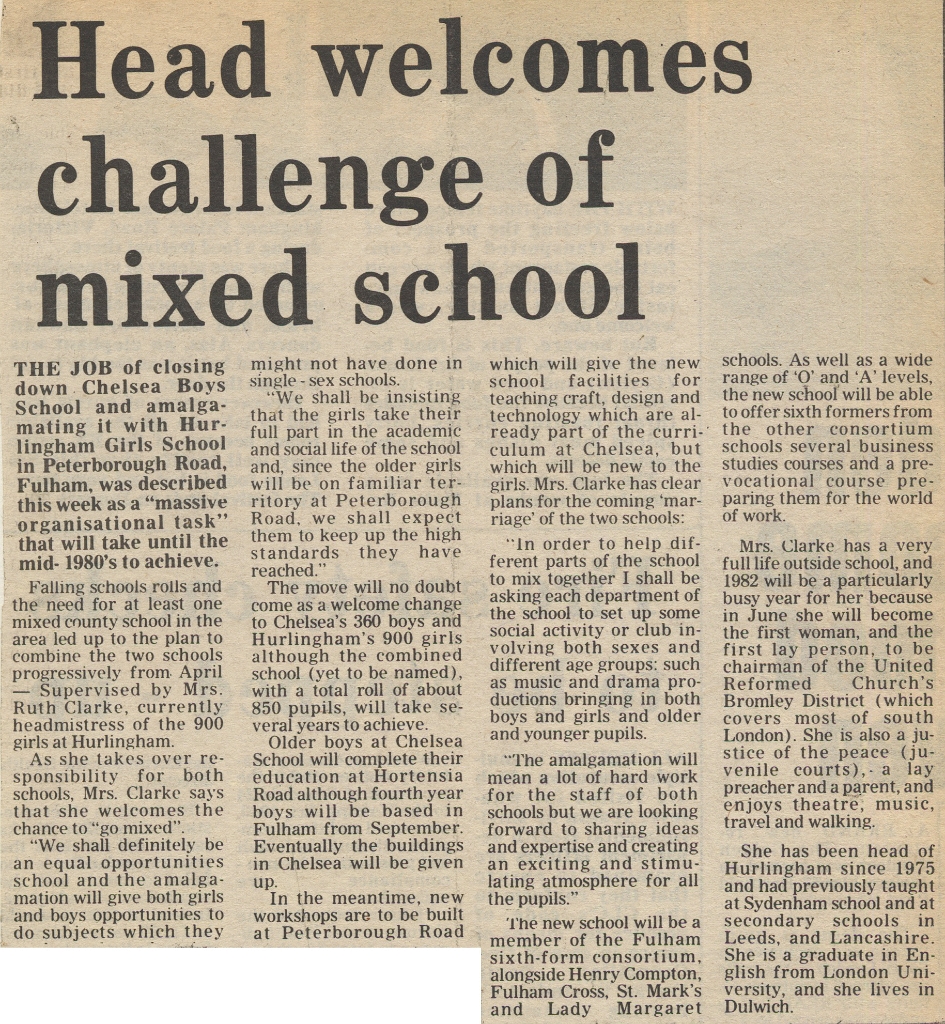 Head welcomes
challenge of
mixed school
THE JOB of closing
down Chelsea Boys
School and amalga-
mating it with Hur-
lingham Girls School
in Peterborough Road,
Fulham, was described
this week as a “massive
organisational task”
that will take until the
mid- 1980's to achieve.
Falling schools rolls and
the need for at least one
mixed county school in the
area led up to the plan to
combine the two schools
progressively from April
— Supervised by Mrs.
Ruth Clarke, currently
headmistress of the 900
girls at Hurlingham.
As she takes over re-
sponsibility for both
schools, Mrs. Clarke says
that she welcomes the
chance to “go mixed”.
“We shall definitely be
an equal opportunities
school and the amalga-
mation will give both girls
and boys opportunities to
do subjects which they
might not have done in
single - sex schools.
“We shall be insisting
that the girls take their
full part in the academic
and social life of the school
and, since the older girls
will be on familiar ter-
ritory at Peterborough
Road, we shall expect
them to keep up the high
standards they have
reached.”
The move will no doubt
come as a welcome change
to Chelsea's 360 boys and
Hurlingham's 900 girls
although the combined
school (yet to be named),
with a total roll of about
850 pupils, will take se-
veral years to achieve.
Older boys at Chelsea
School will complete their
education at Hortensia
Road although fourth year
boys will be based in
Fulham from September.
Eventually the buildings
in Chelsea will be given
up.
In the meantime, new
workshops are to be built
at Peterborough Road
which will give the new
school facilities for
teaching craft, design and
technology which are al-
ready part of the curri-
culum at Chelsea, but
which will be new to the
girls. Mrs. Clarke has clear
plans for the coming ‘mar-
riage’ of the two schools:
“In order to help dif-
ferent parts of the school
to mix together I shall be
asking each department of
the school to set up some
social activity or club in-
volving both sexes and
different age groups: such
as music and drama pro-
ductions bringing in both
boys and girls and older
and younger pupils.
“The amalgamation will
mean a lot of hard work
for the staff of both
schools but we are looking
forward to sharing ideas
and expertise and creating
an exciting and stimu-
lating atmosphere for all
the pupils.”
The new school will be a
member of the Fulham
sixth-form consortium,
alongside Henry Compton,
Fulham Cross, St. Mark's
and Lady Margaret
schools. As well as a wide
range of ‘O’ and ‘A’ levels,
the new school will be able
to offer sixth formers from
the other consortium
schools several business
studies courses and a pre-
vocational course pre-
paring them for the world
of work.
Mrs. Clarke has a very
full life outside school, and
1982 will be a particularly
busy year for her because
in June she will become
the first woman, and the
first lay person, to be
chairman of the United
Reformed Church's
Bromley District (which
covers most of south
London). She is also a ju-
stice of the peace (ju-
venile courts), a lay
preacher and a parent, and
enjoys theatre, music,
travel and walking.
She has been head of
Hurlingham since 1975
and had previously taught
at Sydenham school and at
secondary schools in
Leeds, and Lancashire.
She is a graduate in En-
glish from London Uni-
versity, and she lives in
Dulwich.